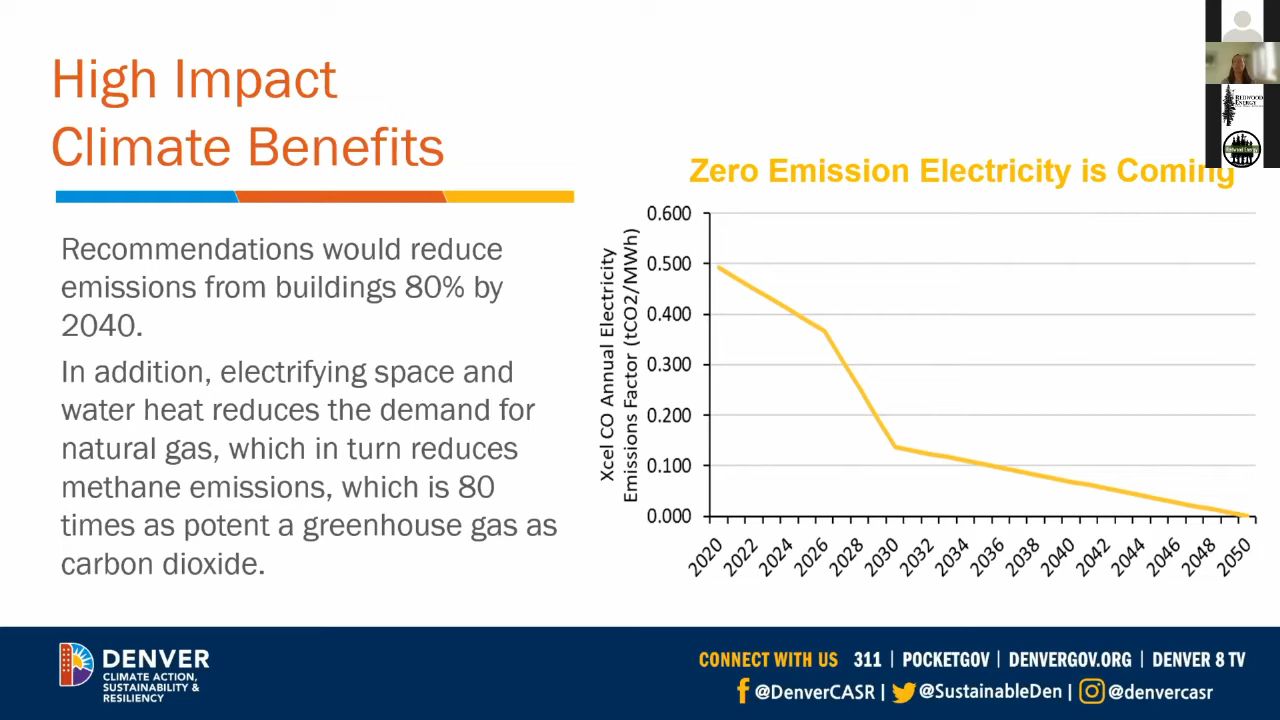 High Impact
Climate Benefits
Recommendations would reduce
emissions from buildings 80% by
2040.
In addition, electrifying space and
water heat reduces the demand for
natural gas, which in turn reduces
methane emissions, which is 80
times as potent a greenhouse gas as
carbon dioxide.
REDWOOD
ENERGY
Redwood Energy
Zero Emission Electricity is Coming
Xcel CO Annual Electricity
Emissions Factor (tCO2/MWh)
0.600
0.500
0.400
0.300
0.200
0.100
0.000
2020 2022 2024 2026 2028 2030 2032 2034 2036 2038 2040 2042 2044 2046 2048 2050
DENVER
CLIMATE ACTION,
SUSTAINABILITY &
RESILIENCY
CONNECT WITH US 311 | POCKETGOV | DENVERGOV.ORG | DENVER 8 TV
@DenverCASR | @SustainableDen | @denvercasr